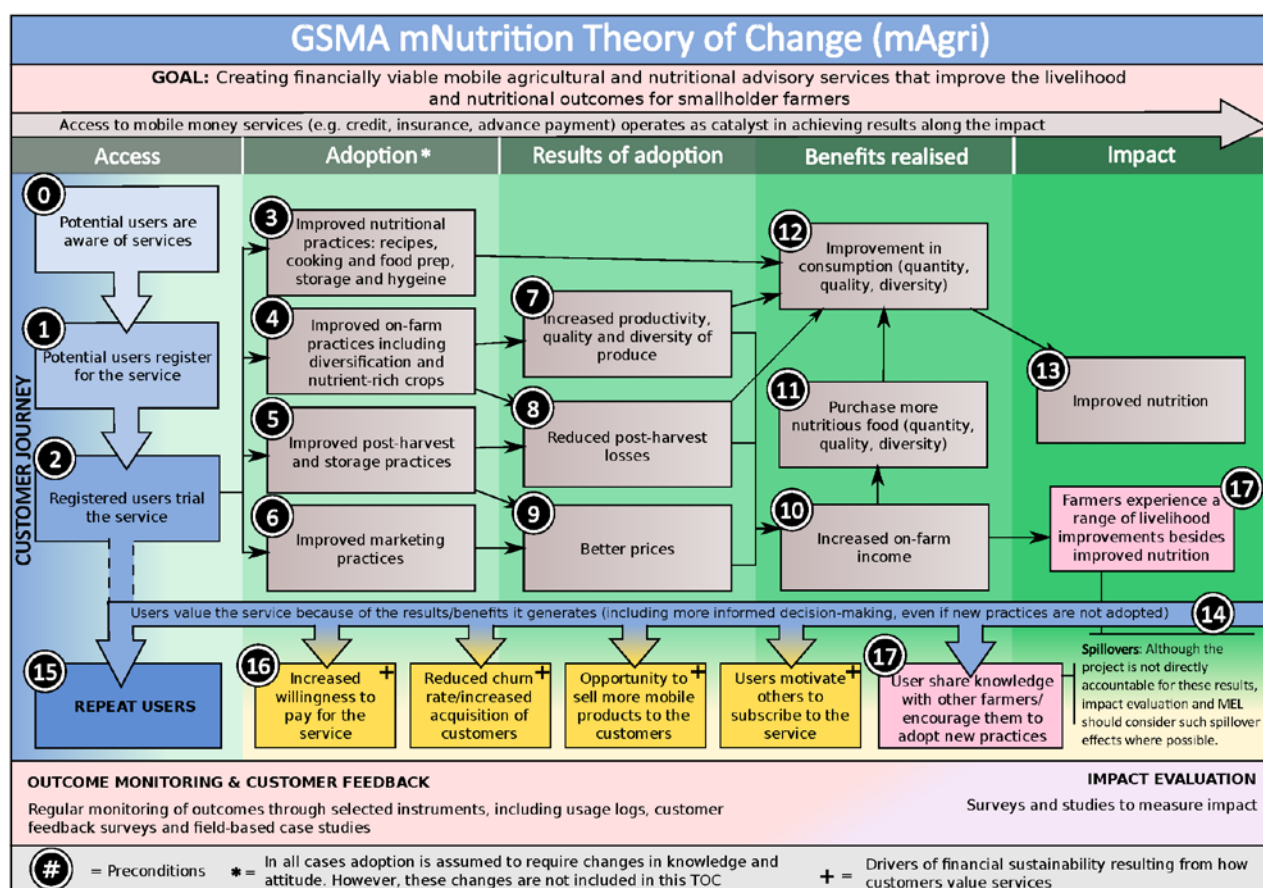 GSMA mNutrition Theory of Change (mAgri)
GOAL: Creating financially viable mobile agricultural and nutritional advisory services that improve the livelihood
and nutritional outcomes for smallholder farmers
Access to mobile money services (e.g. credit, insurance, advance payment) operates as catalyst in achieving results along the impact
Access
Adoption *
Results of adoption
Benefits realised
Impact
CUSTOMER JOURNEY
0
Potential users are
aware of services
1
Potential users register
for the service
2
Registered users trial
the service
3
Improved nutritional
practices: recipes,
cooking and food prep,
storage and hygeine
4
Improved on-farm
practices including
diversification and
nutrient-rich crops
5
Improved post-harvest
and storage practices
6
Improved marketing
practices
7
Increased productivity,
quality and diversity of
produce
8
Reduced post-harvest
losses
9
Better prices
12
Improvement in
consumption (quantity,
quality, diversity)
11
Purchase more
nutritious food (quantity,
quality, diversity)
10
Increased on-farm
income
13
Improved nutrition
17
Farmers experience a
range of livelihood
improvements besides
improved nutrition
Users value the service because of the results/benefits it generates (including more informed decision-making, even if new practices are not adopted)
14
15
REPEAT USERS
16
Increased +
willingness to
pay for the
service
Reduced churn +
rate/increased
acquisition of
customers
Opportunity to +
sell more mobile
products to the
customers
Users motivate +
others to
subscribe to the
service
17
User share knowledge
with other farmers/
encourage them to
adopt new practices
Spillovers: Although the
project is not directly
accountable for these results,
impact evaluation and MEL
should consider such spillover
effects where possible.
OUTCOME MONITORING & CUSTOMER FEEDBACK
Regular monitoring of outcomes through selected instruments, including usage logs, customer
feedback surveys and field-based case studies
IMPACT EVALUATION
Surveys and studies to measure impact
# = Preconditions
* = In all cases adoption is assumed to require changes in knowledge and
attitude. However, these changes are not included in this TOC
+ = Drivers of financial sustainability resulting from how
customers value services